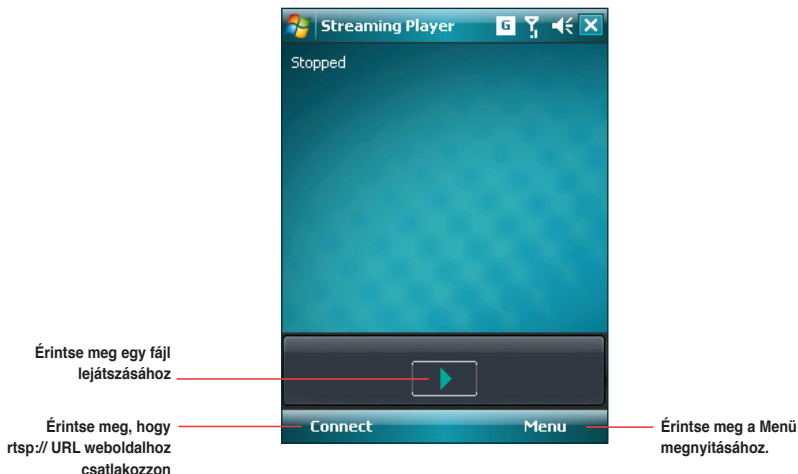 Streaming Player
G
Stopped
Érintse meg egy fájl
lejátszásához
Connect
Menu
Érintse meg, hogy
rtsp:// URL weboldalhoz
csatlakozzon
Érintse meg a Menü
megnyitásához.